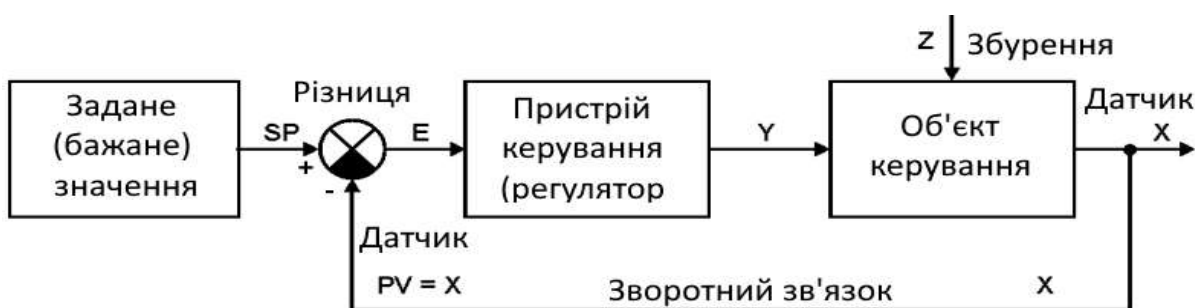 Задане
(бажане)
значення
SP
+
-
Різниця
E
Пристрій
керування
(регулятор
Y
Z Збурення
Об'єкт
керування
Датчик
X
Датчик
PV = X
Зворотний зв'язок
X